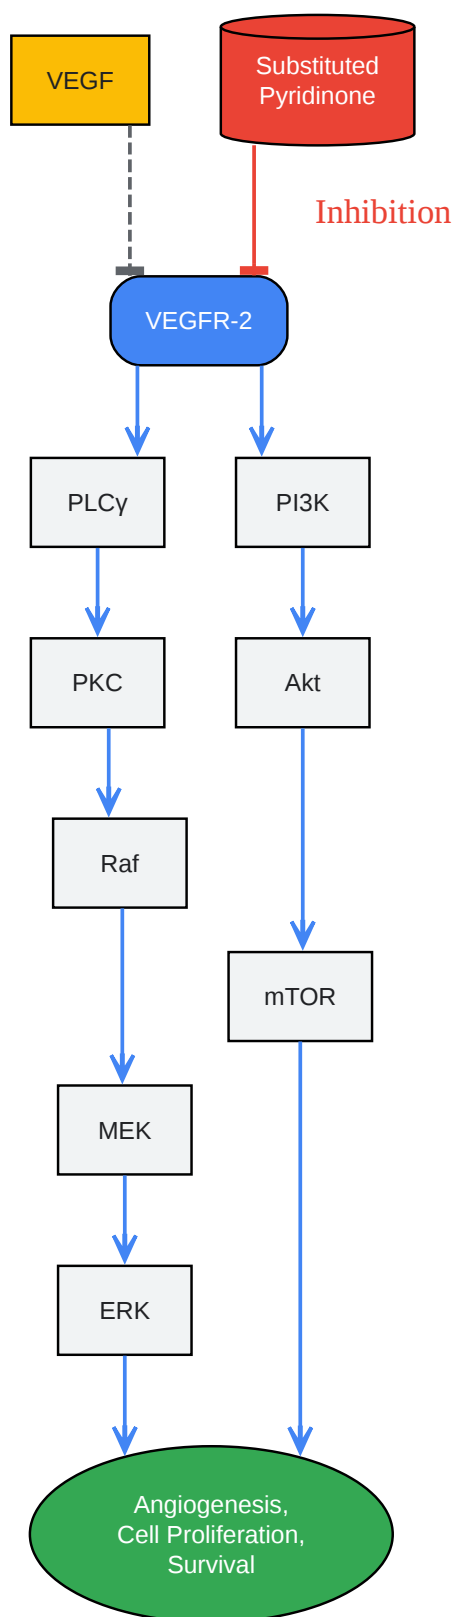 VEGF
Substituted
Pyridinone
Inhibition
VEGFR-2
PLCγ
PI3K
PKC
Akt
Raf
mTOR
MEK
ERK
Angiogenesis,
Cell Proliferation,
Survival